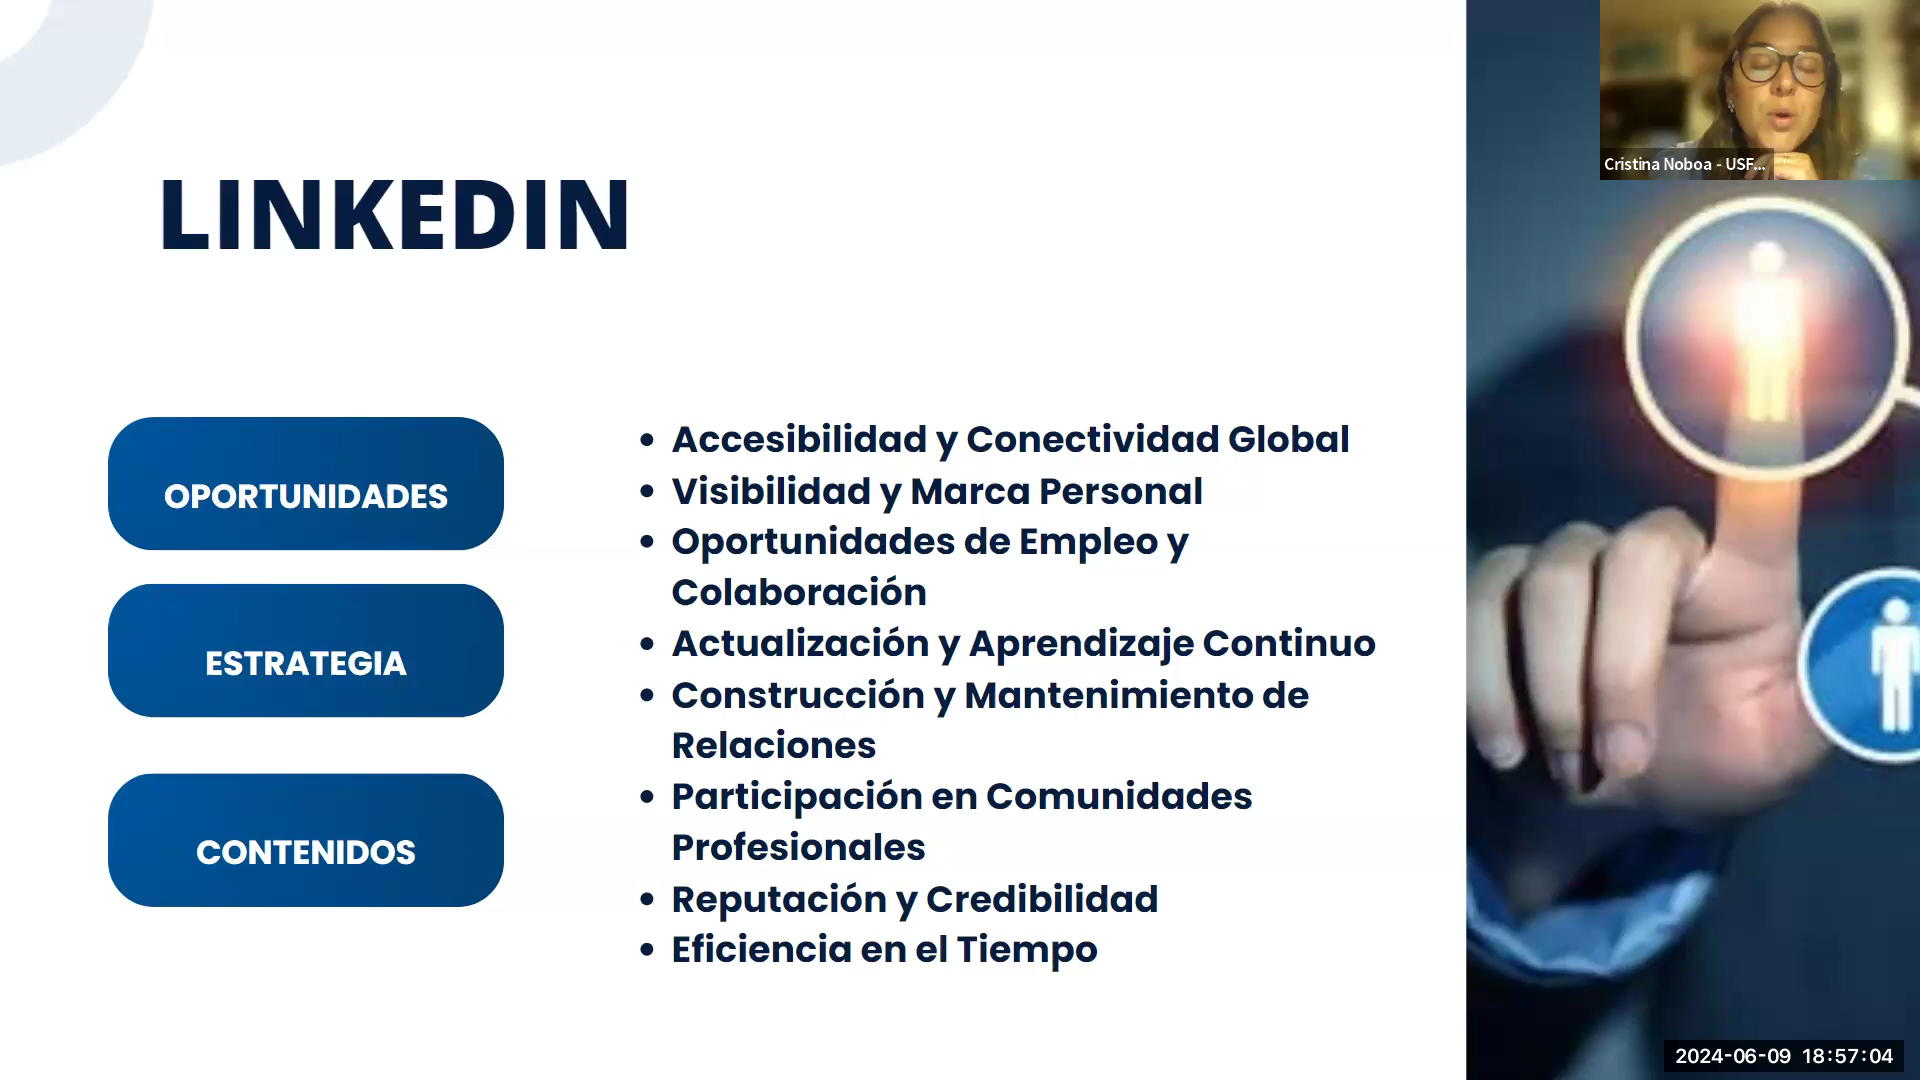 Cristina Noboa - USF...
LINKEDIN
OPORTUNIDADES
ESTRATEGIA
CONTENIDOS
• Accesibilidad y Conectividad Global
• Visibilidad y Marca Personal
• Oportunidades de Empleo y
Colaboración
• Actualización y Aprendizaje Continuo
• Construcción y Mantenimiento de
Relaciones
• Participación en Comunidades
Profesionales
• Reputación y Credibilidad
• Eficiencia en el Tiempo
2024-06-09 18:57:04